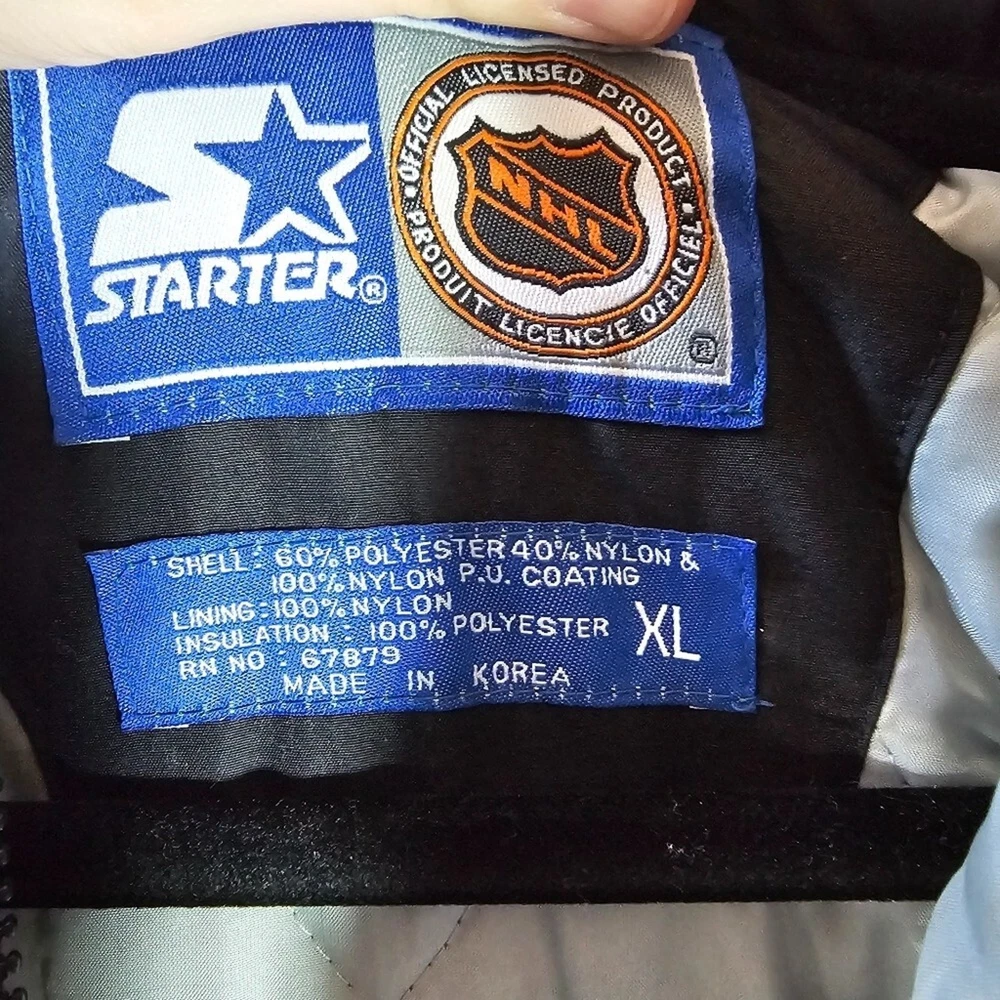 STARTER®
OFFICIAL LICENSED PRODUCT
NHL
PRODUIT LICENCIE OFFICIEL
SHELL : 60% POLYESTER 40% NYLON &
100% NYLON P.U. COATING
LINING : 100% NYLON
INSULATION : 100% POLYESTER
XL
RN NO : 67879
MADE IN KOREA